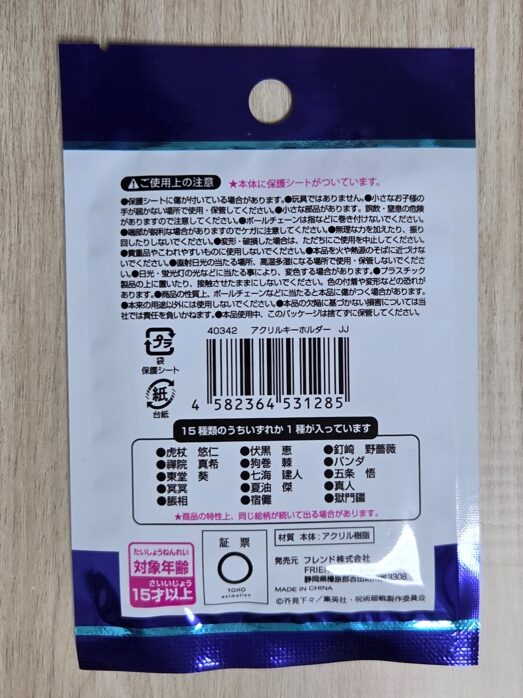 ⚠ご使用上の注意 ★本体に保護シートがついています。
●保護シートに傷が付いている場合があります。●玩具ではありません。●小さなお子様の
手が届かない場所で使用・保管してください。●小さな部品があります。誤飲・窒息の危険
がありますので注意してください。●ボールチェーンは指などに巻き付けないでください。
●端部が鋭利な場合がありますのでケガに注意してください。●無理な力を加えたり、振り
回したりしないでください。●変形・破損した場合は、ただちにご使用を中止してください。
●貴重品やこわれやすいものに使用しないでください。●本品を火や熱源のそばに近づけな
いでください。●直射日光の当たる場所、高温多湿になる場所で使用・保管しないでくださ
い。●日光・蛍光灯の光などに当たる事により、変色する場合があります。●プラスチック
製品の上に置いたり、接触させたままにしないでください。色の付着や変形などの恐れが
あります。●商品の性質上、ボールチェーンなどに当たると本品に傷がつく場合があります。
●本来の用途以外には使用しないでください。●本品の欠陥に基づかない損害については当
社では責任を負いかねます。●本品使用中、このパッケージは捨てずに保管してください。
40342 アクリルキーホルダー JJ
プラ
袋
保護シート
紙
台紙
4 582364 531285
15種類のうちいずれか1種が入っています
●虎杖 悠仁 ●伏黒 恵 ●釘崎 野薔薇
●禪院 真希 ●狗巻 棘 ●パンダ
●東堂 葵 ●七海 建人 ●五条 悟
●冥冥 ●夏油 傑 ●真人
●脹相 ●宿儺 ●獄門疆
★商品の特性上、同じ絵柄が続いて出る場合があります。
材質 本体:アクリル樹脂
たいしょうねんれい
対象年齢
さいいじょう
15才以上
証票
TOHO
animation
発売元 フレンド株式会社
FRIE
静岡県榛原郡吉田町 3308
MADE IN CHINA
©芥見下々／集英社・呪術廻戦製作委員会